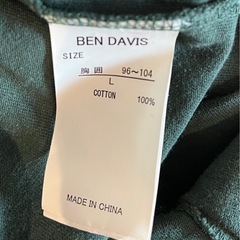 BEN DAVIS
SIZE
胸囲 96～104
L
COTTON 100%
MADE IN CHINA